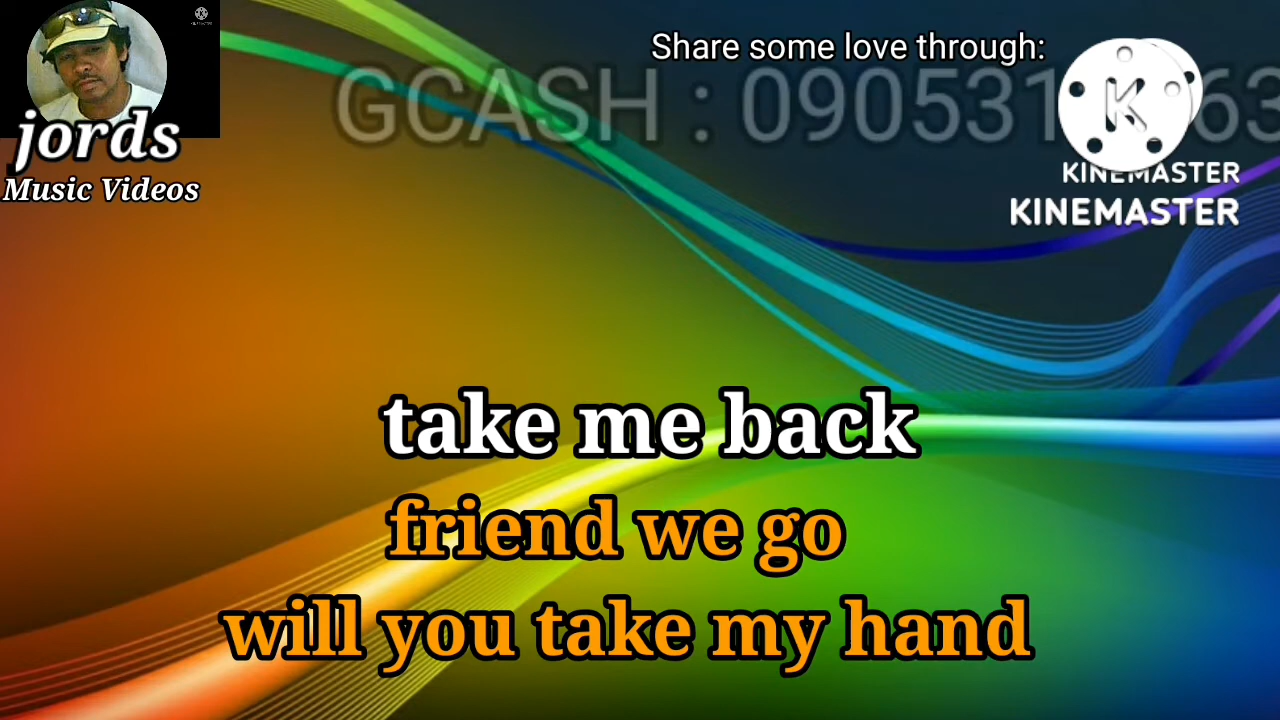 Share some love through:
GCASH : 090531 63
jords
Music Videos
K
KINEMASTER
KINEMASTER
take me back
friend we go
will you take my hand